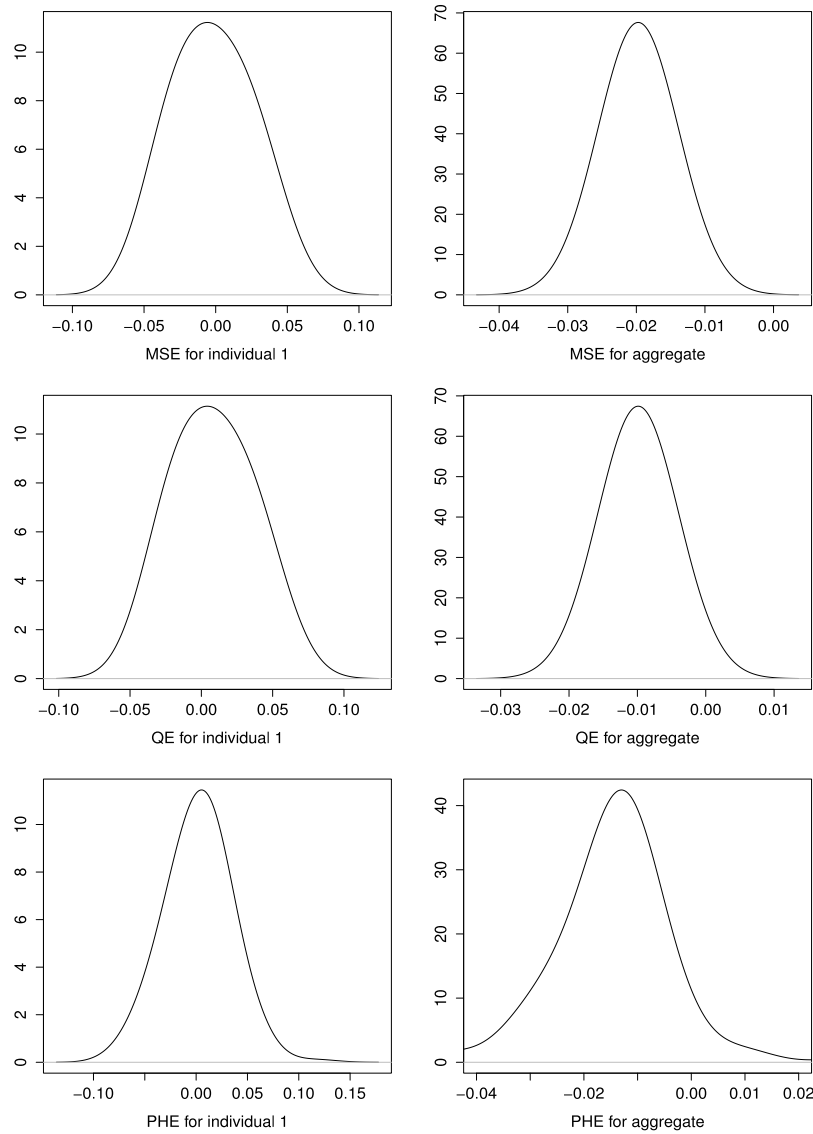 0 2 4 6 8 10
−0.10 −0.05 0.00 0.05 0.10
MSE for individual 1
0 10 20 30 40 50 60 70
−0.04 −0.03 −0.02 −0.01 0.00
MSE for aggregate
0 2 4 6 8 10
−0.10 −0.05 0.00 0.05 0.10
QE for individual 1
0 10 20 30 40 50 60 70
−0.03 −0.02 −0.01 0.00 0.01
QE for aggregate
0 2 4 6 8 10
−0.10 0.00 0.05 0.10 0.15
PHE for individual 1
0 10 20 30 40
−0.04 −0.02 0.00 0.01 0.02
PHE for aggregate